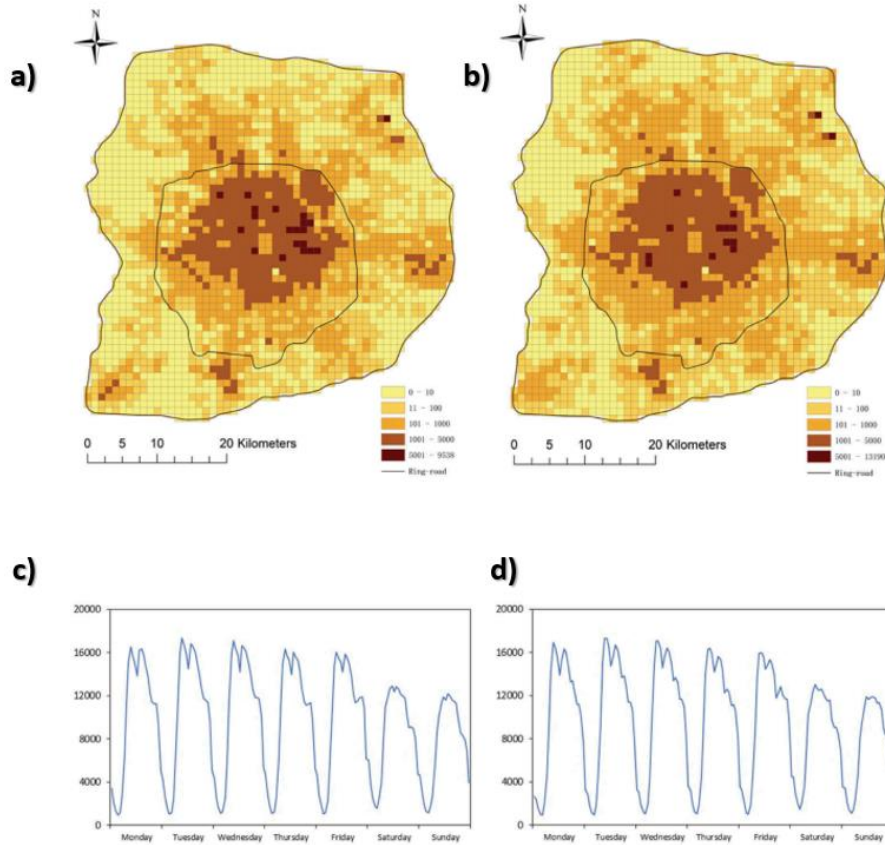 N
a)
0 - 10
11 - 100
101 - 1000
1001 - 5000
5001 - 9538
Ring-road
0 5 10 20 Kilometers
N
b)
0 - 10
11 - 100
101 - 1000
1001 - 5000
5001 - 13190
Ring-road
0 5 10 20 Kilometers
c)
20000
16000
12000
8000
4000
0
Monday Tuesday Wednesday Thursday Friday Saturday Sunday
d)
20000
16000
12000
8000
4000
0
Monday Tuesday Wednesday Thursday Friday Saturday Sunday